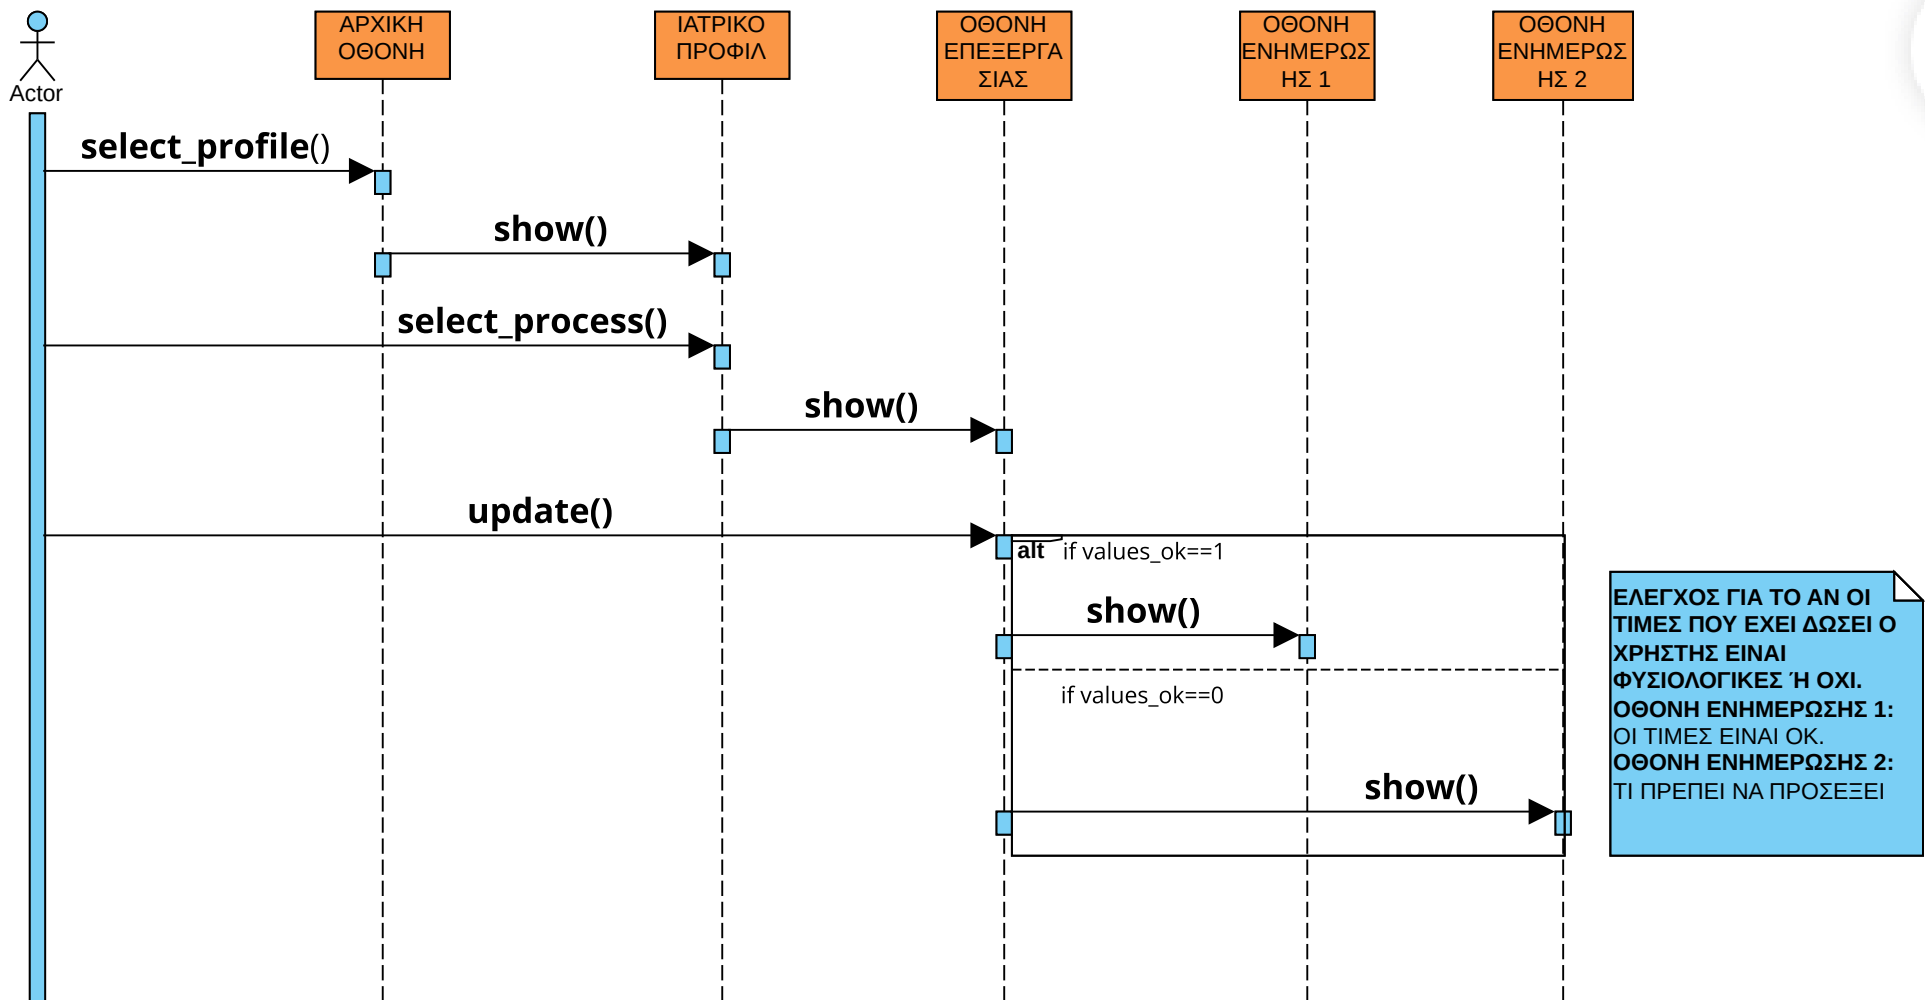 Actor
ΑΡΧΙΚΗ
ΟΘΟΝΗ
ΙΑΤΡΙΚΟ
ΠΡΟΦΙΛ
ΟΘΟΝΗ
ΕΠΕΞΕΡΓΑ
ΣΙΑΣ
ΟΘΟΝΗ
ΕΝΗΜΕΡΩΣ
ΗΣ 1
ΟΘΟΝΗ
ΕΝΗΜΕΡΩΣ
ΗΣ 2
select_profile()
show()
select_process()
show()
update()
alt if values_ok==1
show()
if values_ok==0
show()
ΕΛΕΓΧΟΣ ΓΙΑ ΤΟ ΑΝ ΟΙ
ΤΙΜΕΣ ΠΟΥ ΕΧΕΙ ΔΩΣΕΙ Ο
ΧΡΗΣΤΗΣ ΕΙΝΑΙ
ΦΥΣΙΟΛΟΓΙΚΕΣ Ή ΟΧΙ.
ΟΘΟΝΗ ΕΝΗΜΕΡΩΣΗΣ 1:
ΟΙ ΤΙΜΕΣ ΕΙΝΑΙ ΟΚ.
ΟΘΟΝΗ ΕΝΗΜΕΡΩΣΗΣ 2:
ΤΙ ΠΡΕΠΕΙ ΝΑ ΠΡΟΣΕΞΕΙ